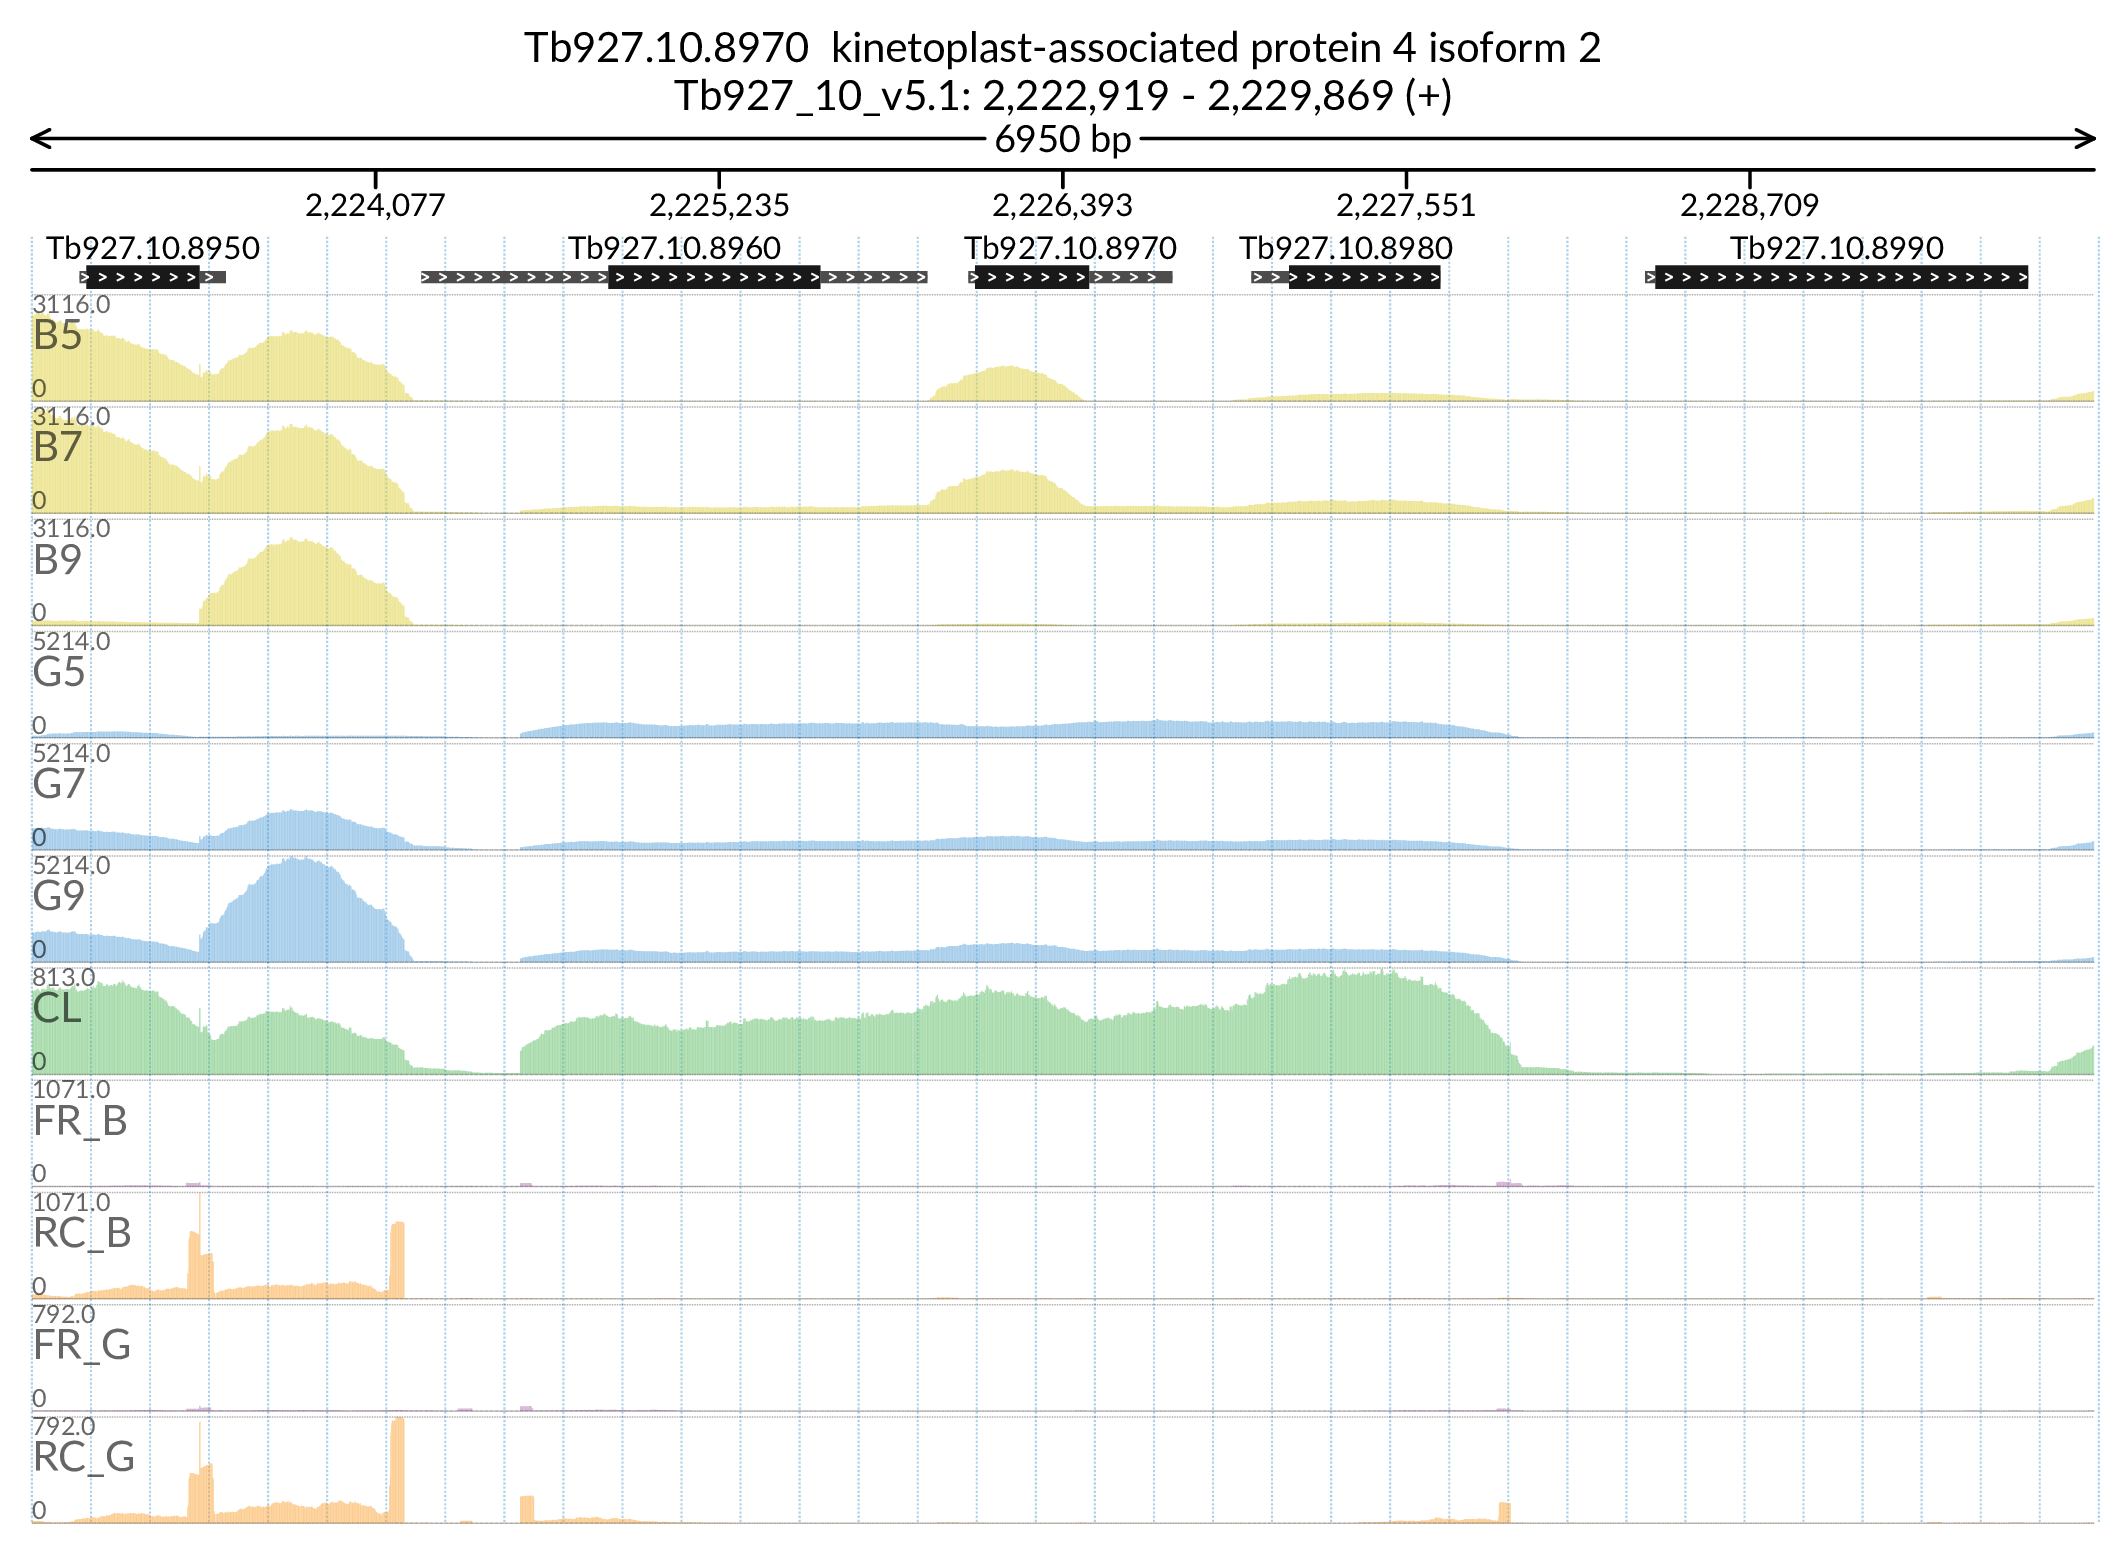 Tb927.10.8970  kinetoplast-associated protein 4 isoform 2
Tb927_10_v5.1: 2,222,919 - 2,229,869 (+)
6950 bp
2,224,077 2,225,235 2,226,393 2,227,551 2,228,709
Tb927.10.8950 Tb927.10.8960 Tb927.10.8970 Tb927.10.8980 Tb927.10.8990
3116.0
B5
0
3116.0
B7
0
3116.0
B9
0
5214.0
G5
0
5214.0
G7
0
5214.0
G9
0
813.0
CL
0
1071.0
FR_B
0
1071.0
RC_B
0
792.0
FR_G
0
792.0
RC_G
0